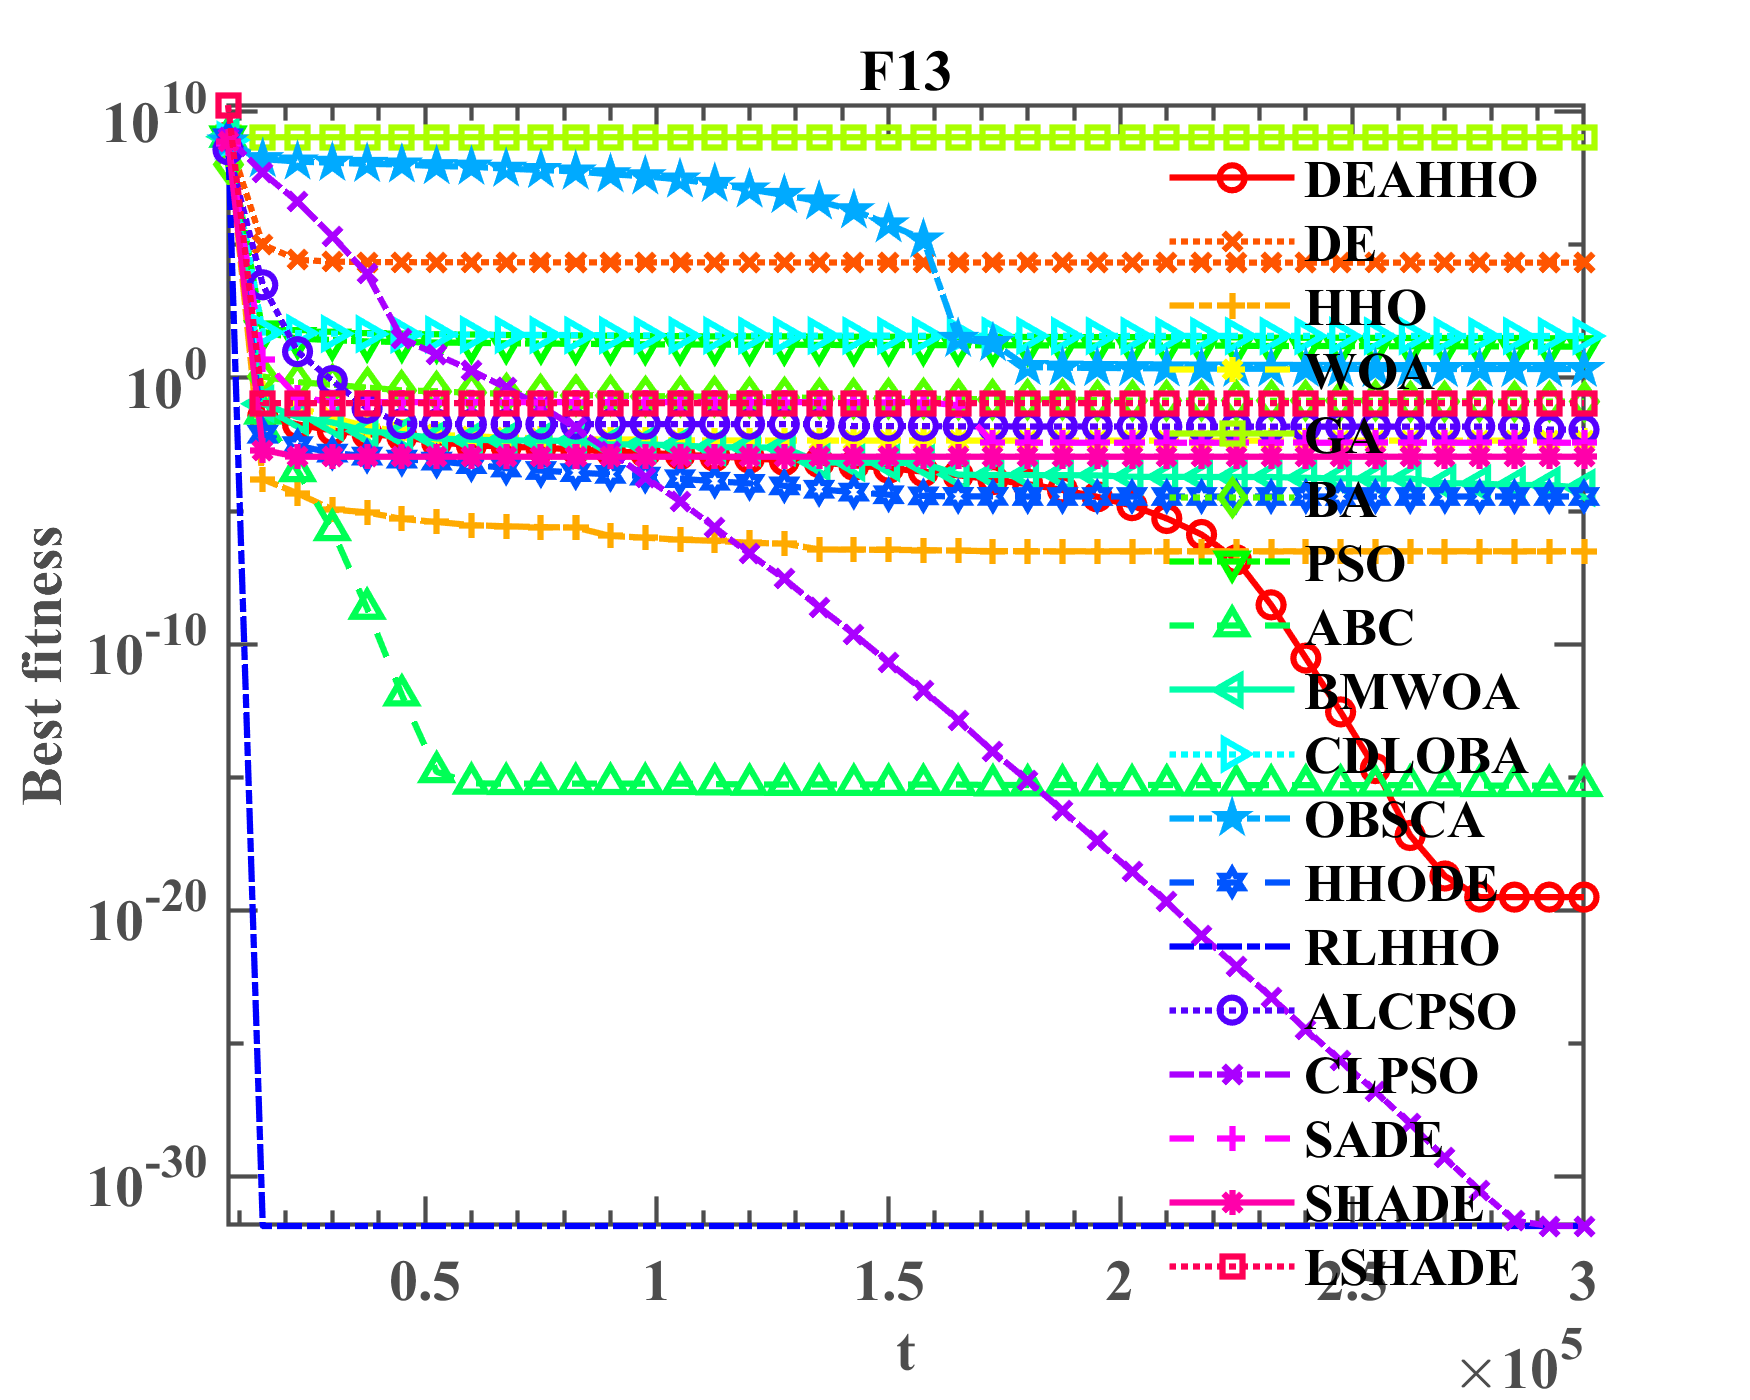 F13
Best fitness
10^10
10^0
10^-10
10^-20
10^-30
DEAHHO
DE
HHO
WOA
GA
BA
PSO
ABC
BMWOA
CDLOBA
OBSCA
HHODE
RLHHO
ALCPSO
CLPSO
SADE
SHADE
LSHADE
0.5 1 1.5 2 2.5 3
t
×10^5